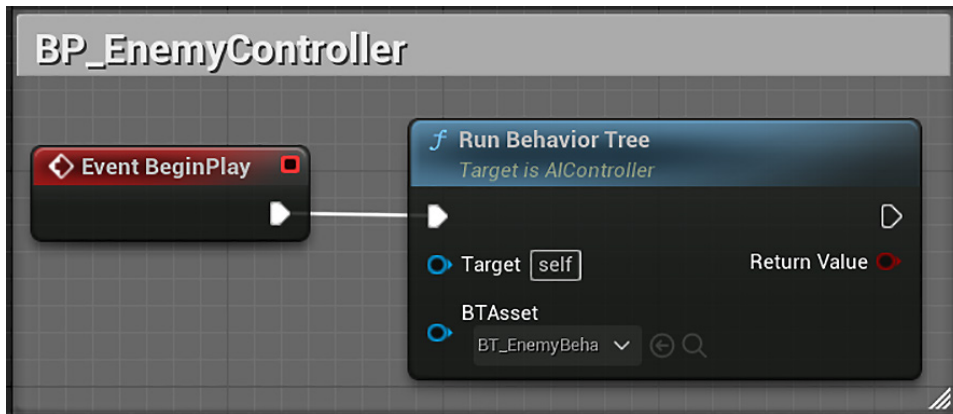 BP_EnemyController
Event BeginPlay
f Run Behavior Tree
Target is AIController
Target self
Return Value
BTAsset
BT_EnemyBeha